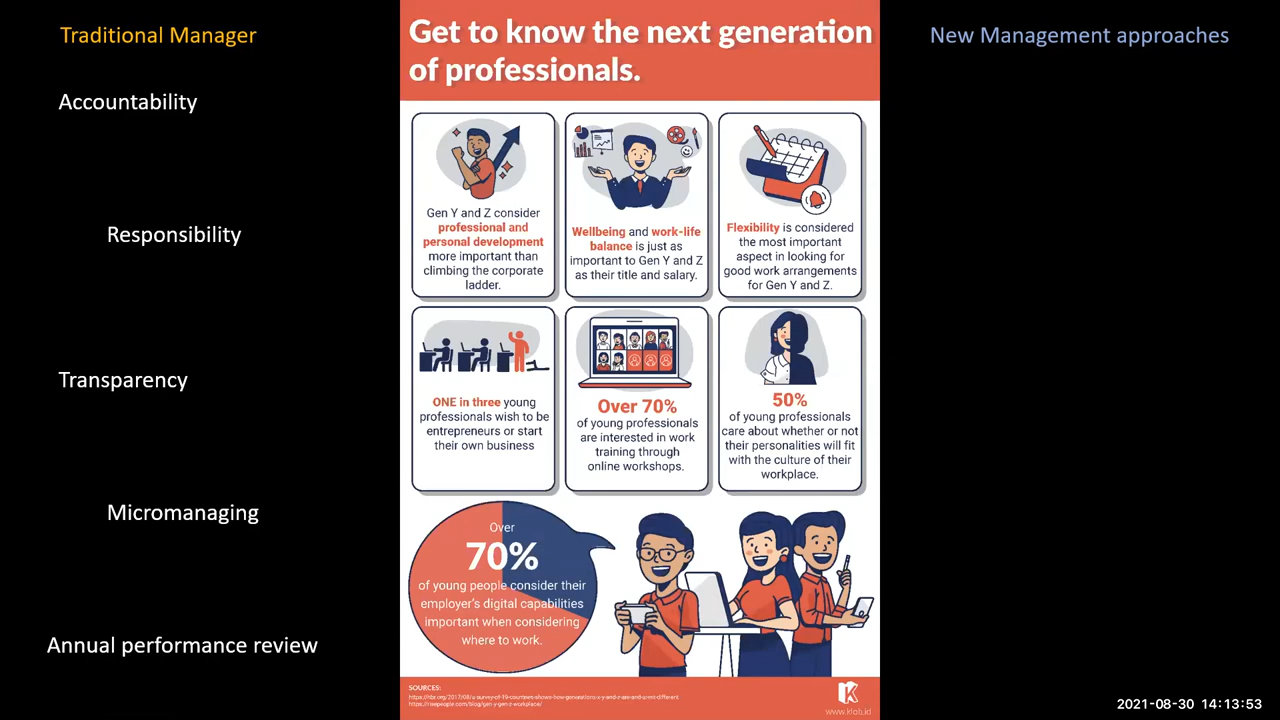 Traditional Manager
Accountability
Responsibility
Transparency
Micromanaging
Annual performance review
Get to know the next generation
of professionals.
Gen Y and Z consider
professional and
personal development
more important than
climbing the corporate
ladder.
Wellbeing and work-life
balance is just as
important to Gen Y and Z
as their title and salary.
Flexibility is considered
the most important
aspect in looking for
good work arrangements
for Gen Y and Z.
ONE in three young
professionals wish to be
entrepreneurs or start
their own business
Over 70%
of young professionals
are interested in work
training through
online workshops.
50%
of young professionals
care about whether or not
their personalities will fit
with the culture of their
workplace.
Over
70%
of young people consider their
employer's digital capabilities
important when considering
where to work.
SOURCES:
www.klob.id
New Management approaches
2021-08-30 14:13:53